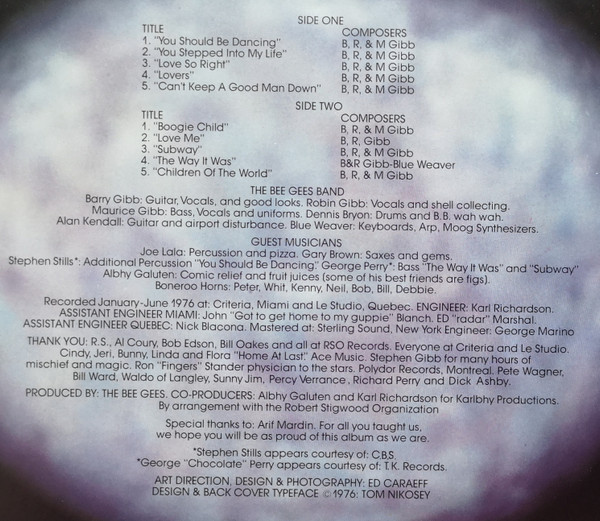 SIDE ONE
TITLE COMPOSERS
1. "You Should Be Dancing" B, R, & M Gibb
2. "You Stepped Into My Life" B, R, & M Gibb
3. "Love So Right" B, R, & M Gibb
4. "Lovers" B, R, & M Gibb
5. "Can't Keep A Good Man Down" B, R, & M Gibb
SIDE TWO
TITLE COMPOSERS
1. "Boogie Child" B, R, & M Gibb
2. "Love Me" B, R, Gibb
3. "Subway" B, R, & M Gibb
4. "The Way It Was" B&R Gibb-Blue Weaver
5. "Children Of The World" B, R, & M Gibb
THE BEE GEES BAND
Barry Gibb: Guitar, Vocals, and good looks. Robin Gibb: Vocals and shell collecting.
Maurice Gibb: Bass, Vocals and uniforms. Dennis Bryon: Drums and B.B. wah wah.
Alan Kendall: Guitar and airport disturbance. Blue Weaver: Keyboards, Arp, Moog Synthesizers.
GUEST MUSICIANS
Joe Lala: Percussion and pizza. Gary Brown: Saxes and gems.
Stephen Stills*: Additional Percussion "You Should Be Dancing." George Perry*: Bass "The Way It Was" and "Subway"
Albhy Galuten: Comic relief and fruit juices (some of his best friends are figs).
Boneroo Horns: Peter, Whit, Kenny, Neil, Bob, Bill, Debbie.
Recorded January-June 1976 at: Criteria, Miami and Le Studio, Quebec. ENGINEER: Karl Richardson.
ASSISTANT ENGINEER MIAMI: John "Got to get home to my guppie" Blanch. ED "radar" Marshal.
ASSISTANT ENGINEER QUEBEC: Nick Blacona. Mastered at: Sterling Sound, New York Engineer: George Marino
THANK YOU: R.S., Al Coury, Bob Edson, Bill Oakes and all at RSO Records. Everyone at Criteria and Le Studio.
Cindy, Jeri, Bunny, Linda and Flora "Home At Last." Ace Music. Stephen Gibb for many hours of
mischief and magic. Ron "Fingers" Stander physician to the stars. Polydor Records, Montreal. Pete Wagner,
Bill Ward, Waldo of Langley, Sunny Jim, Percy Verrance, Richard Perry and Dick Ashby.
PRODUCED BY: THE BEE GEES. CO-PRODUCERS: Albhy Galuten and Karl Richardson for Karlbhy Productions.
By arrangement with the Robert Stigwood Organization
Special thanks to: Arif Mardin. For all you taught us,
we hope you will be as proud of this album as we are.
*Stephen Stills appears courtesy of: C.B.S.
*George "Chocolate" Perry appears courtesy of: T.K. Records.
ART DIRECTION, DESIGN & PHOTOGRAPHY: ED CARAEFF
DESIGN & BACK COVER TYPEFACE © 1976: TOM NIKOSEY